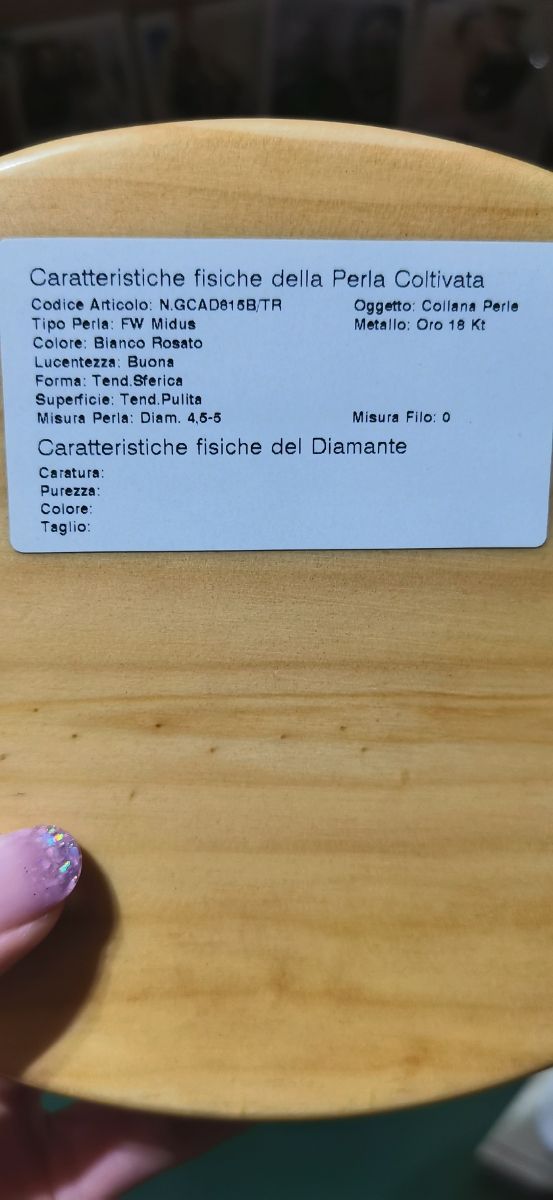 Caratteristiche fisiche della Perla Coltivata
Codice Articolo: N.GCAD815B/TR Oggetto: Collana Perle
Tipo Perla: FW Midus Metallo: Oro 18 Kt
Colore: Bianco Rosato
Lucentezza: Buona
Forma: Tend.Sferica
Superficie: Tend.Pulita
Misura Perla: Diam. 4,5-5 Misura Filo: 0
Caratteristiche fisiche del Diamante
Caratura:
Purezza:
Colore:
Taglio: